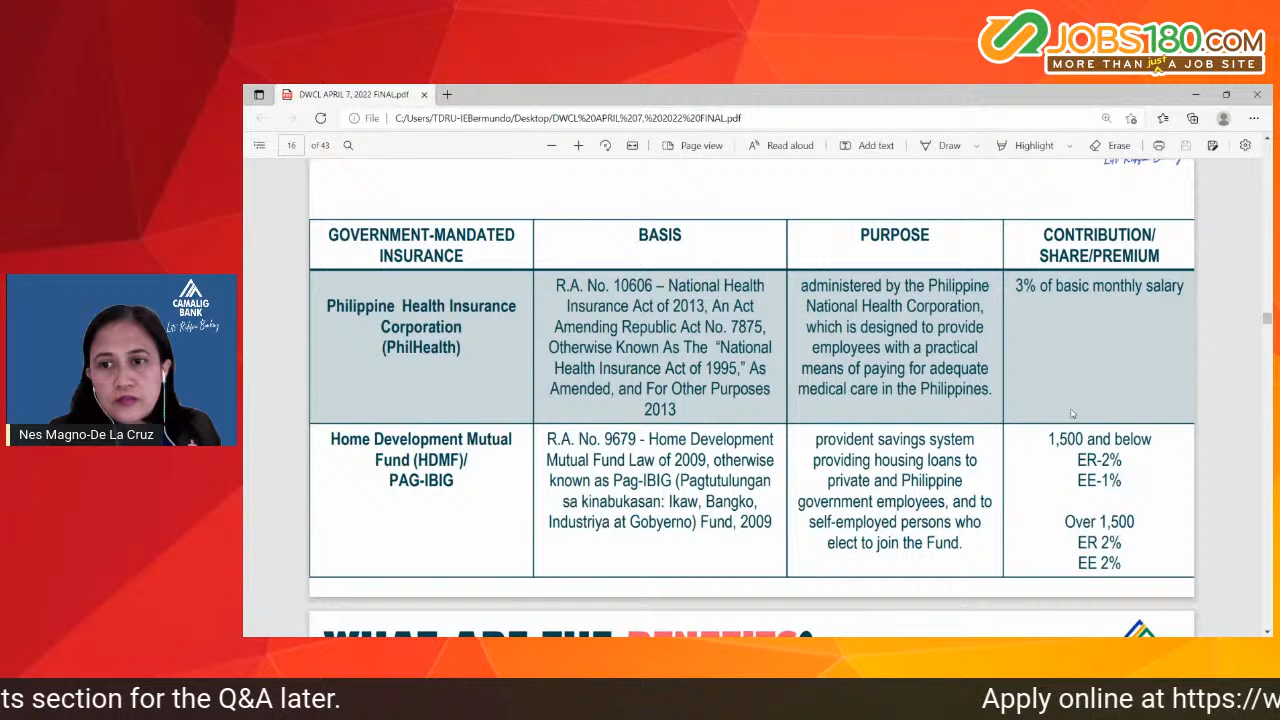 JOBS180.COM
MORE THAN just A JOB SITE
DWCL APRIL 7, 2022 FINAL.pdf
File
C:/Users/TDRU-IEBermundo/Desktop/DWCL%20APRIL%207,%202022%20FINAL.pdf
16 of 43
Page view
Read aloud
Add text
Draw
Highlight
Erase
GOVERNMENT-MANDATED
INSURANCE
BASIS
PURPOSE
CONTRIBUTION/
SHARE/PREMIUM
Philippine Health Insurance
Corporation
(PhilHealth)
R.A. No. 10606 – National Health
Insurance Act of 2013, An Act
Amending Republic Act No. 7875,
Otherwise Known As The “National
Health Insurance Act of 1995,” As
Amended, and For Other Purposes
2013
administered by the Philippine
National Health Corporation,
which is designed to provide
employees with a practical
means of paying for adequate
medical care in the Philippines.
3% of basic monthly salary
Home Development Mutual
Fund (HDMF)/
PAG-IBIG
R.A. No. 9679 - Home Development
Mutual Fund Law of 2009, otherwise
known as Pag-IBIG (Pagtutulungan
sa kinabukasan: Ikaw, Bangko,
Industriya at Gobyerno) Fund, 2009
provident savings system
providing housing loans to
private and Philippine
government employees, and to
self-employed persons who
elect to join the Fund.
1,500 and below
ER-2%
EE-1%
Over 1,500
ER 2%
EE 2%
WHAT ARE THE BENEFITS?
CAMALIG
BANK
Nes Magno-De La Cruz
ts section for the Q&A later.
Apply online at https://w